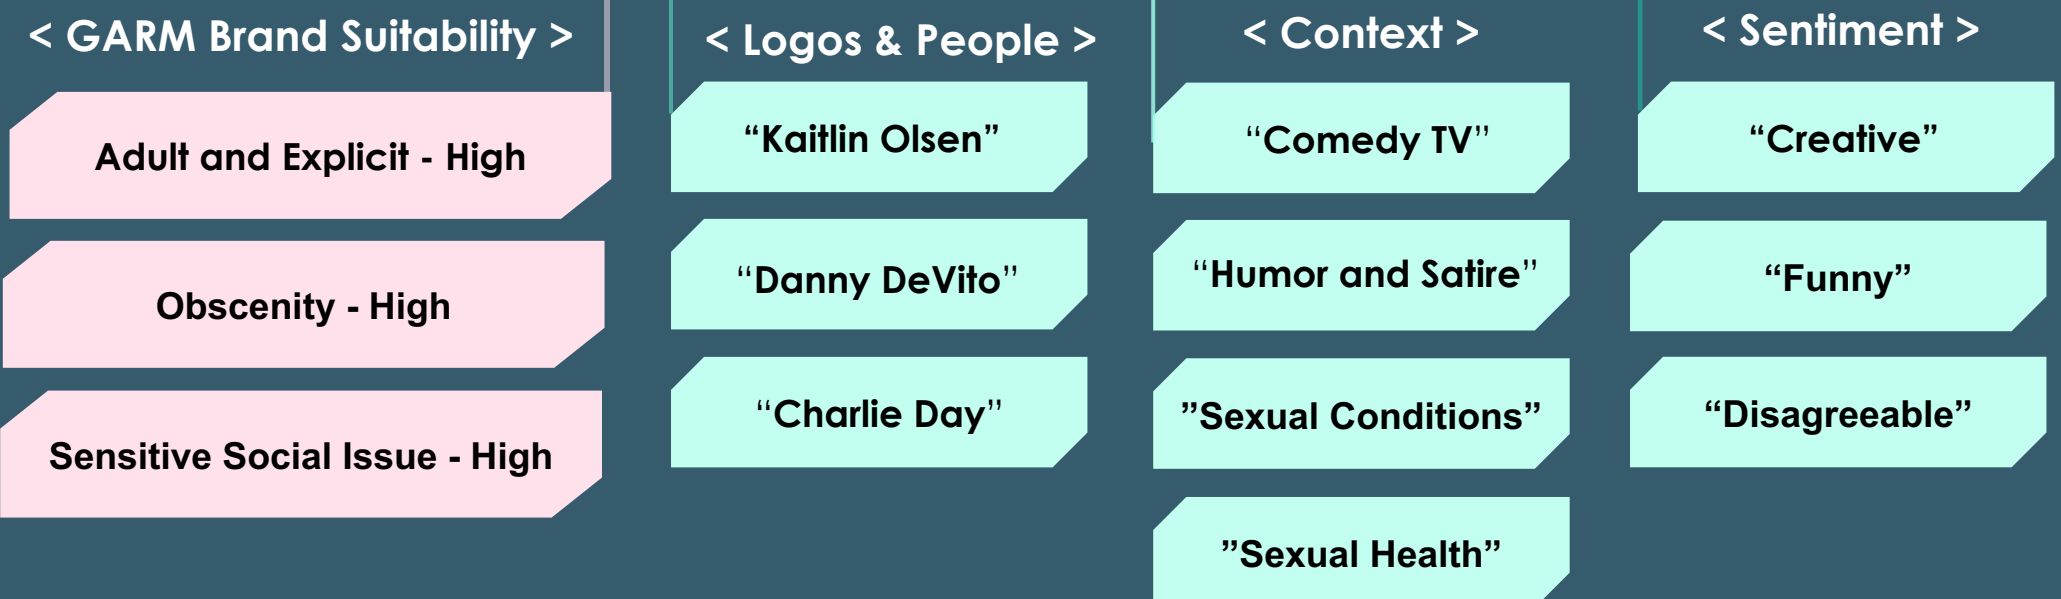 < GARM Brand Suitability >
Adult and Explicit - High
Obscenity - High
Sensitive Social Issue - High
< Logos & People >
“Kaitlin Olsen”
“Danny DeVito”
“Charlie Day”
< Context >
“Comedy TV”
“Humor and Satire”
”Sexual Conditions”
”Sexual Health”
< Sentiment >
“Creative”
“Funny”
“Disagreeable”